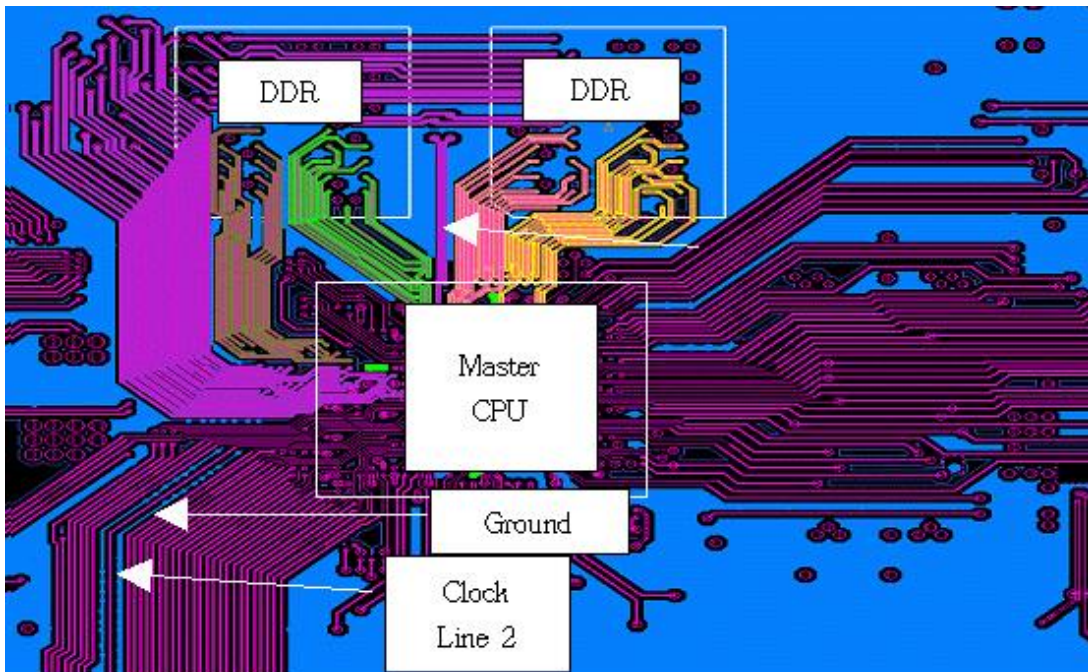 DDR
DDR
Master
CPU
Ground
Clock
Line 2